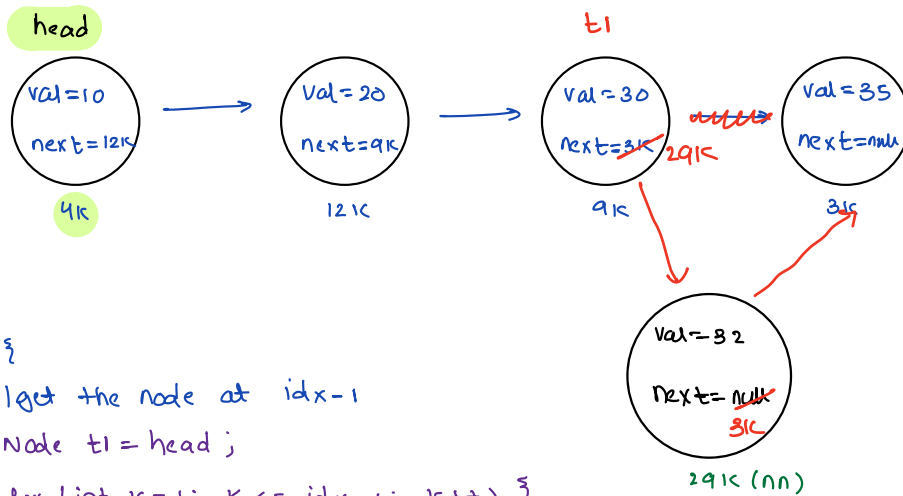 head
t1
val=10
next=12K
4K
val=20
next=9K
12K
val=30
next=3K
29K
9K
val=35
next=null
3K
val=32
next=null
3K
29K (nn)
{
get the node at idx-1
Node t1 = head;